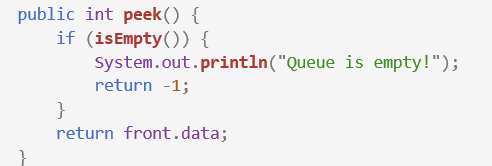 public int peek() {
    if (isEmpty()) {
        System.out.println("Queue is empty!");
        return -1;
    }
    return front.data;
}